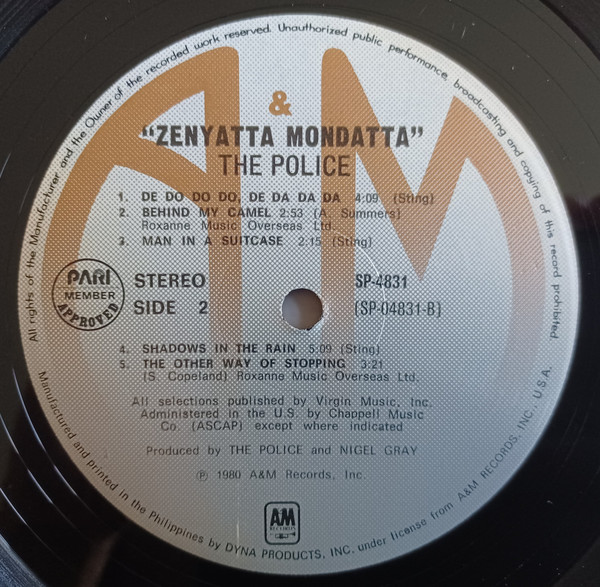 All rights of the Manufacturer and the Owner of the recorded work reserved. Unauthorized public performance, broadcasting and copying of this record prohibited
A & M
"ZENYATTA MONDATTA"
THE POLICE
1. DE DO DO DO, DE DA DA DA 4:09 (Sting)
2. BEHIND MY CAMEL 2:53 (A. Summers)
Roxanne Music Overseas Ltd.
3. MAN IN A SUITCASE 2:15 (Sting)
PARI
MEMBER
APPROVED
STEREO
SIDE 2
SP-4831
(SP-04831-B)
4. SHADOWS IN THE RAIN 5:09 (Sting)
5. THE OTHER WAY OF STOPPING 3:21
(S. Copeland) Roxanne Music Overseas Ltd.
All selections published by Virgin Music, Inc.
Administered in the U.S. by Chappell Music
Co. (ASCAP) except where indicated
Produced by THE POLICE and NIGEL GRAY
℗ 1980 A&M Records, Inc.
AM
RECORDS
Manufactured and printed in the Philippines by DYNA PRODUCTS, INC. under license from A&M RECORDS, INC., U.S.A.